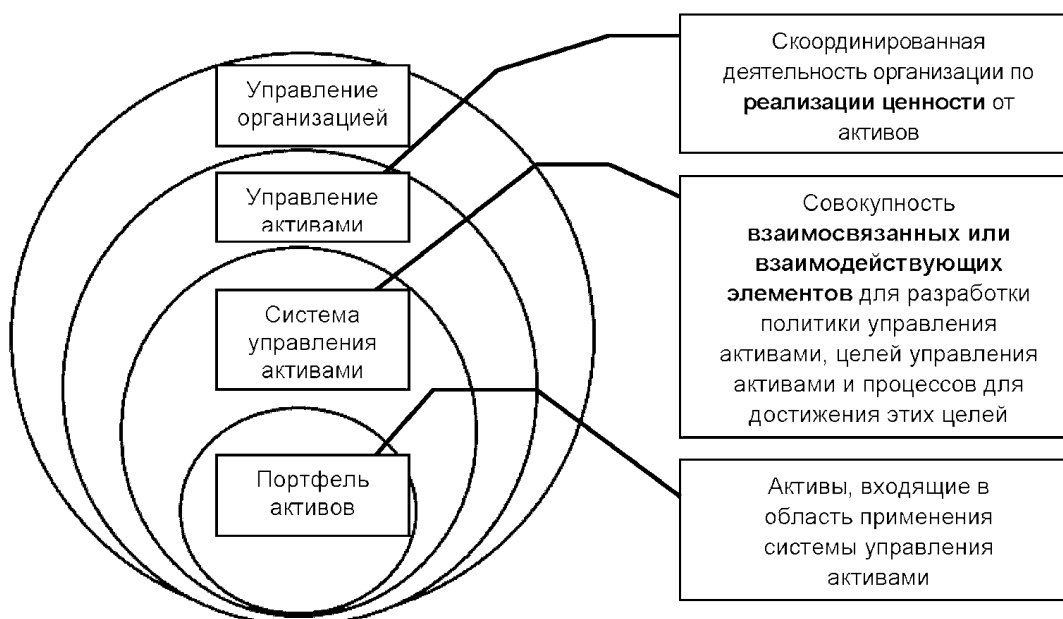 Управление
организацией
Управление
активами
Система
управления
активами
Портфель
активов
Скоординированная
деятельность организации по
реализации ценности от
активов
Совокупность
взаимосвязанных или
взаимодействующих
элементов для разработки
политики управления
активами, целей управления
активами и процессов для
достижения этих целей
Активы, входящие в
область применения
системы управления
активами